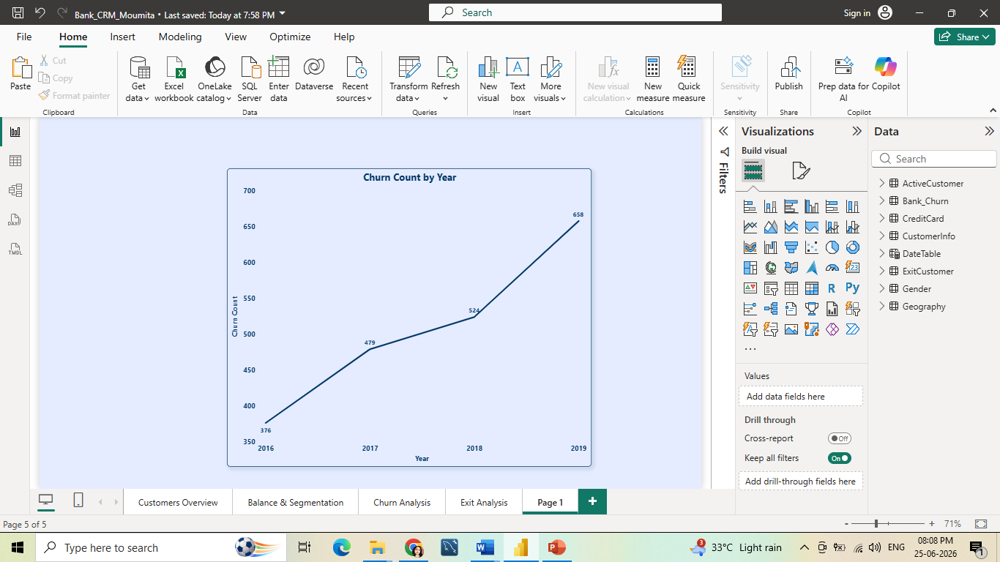 Bank_CRM_Moumita • Last saved: Today at 7:58 PM
Search
Sign in
File
Home
Insert
Modeling
View
Optimize
Help
Share
Paste
Cut
Copy
Format painter
Clipboard
Get data
Excel workbook
OneLake catalog
SQL Server
Enter data
Dataverse
Recent sources
Data
Transform data
Refresh
Queries
New visual
Text box
More visuals
Insert
New visual calculation
New measure
Quick measure
Calculations
Sensitivity
Sensitivity
Publish
Share
Prep data for AI
Copilot
Copilot
DAX
TMDL
Churn Count by Year
700
650
600
550
500
450
400
350
Churn Count
376
479
524
658
2016
2017
2018
2019
Year
Filters
Visualizations
Build visual
123
R
Py
...
Values
Add data fields here
Drill through
Cross-report
Off
Keep all filters
On
Add drill-through fields here
Data
Search
ActiveCustomer
Bank_Churn
CreditCard
CustomerInfo
DateTable
ExitCustomer
Gender
Geography
Customers Overview
Balance & Segmentation
Churn Analysis
Exit Analysis
Page 1
+
Page 5 of 5
-
+
71%
Type here to search
33°C Light rain
3
ENG
08:08 PM
25-06-2026
1